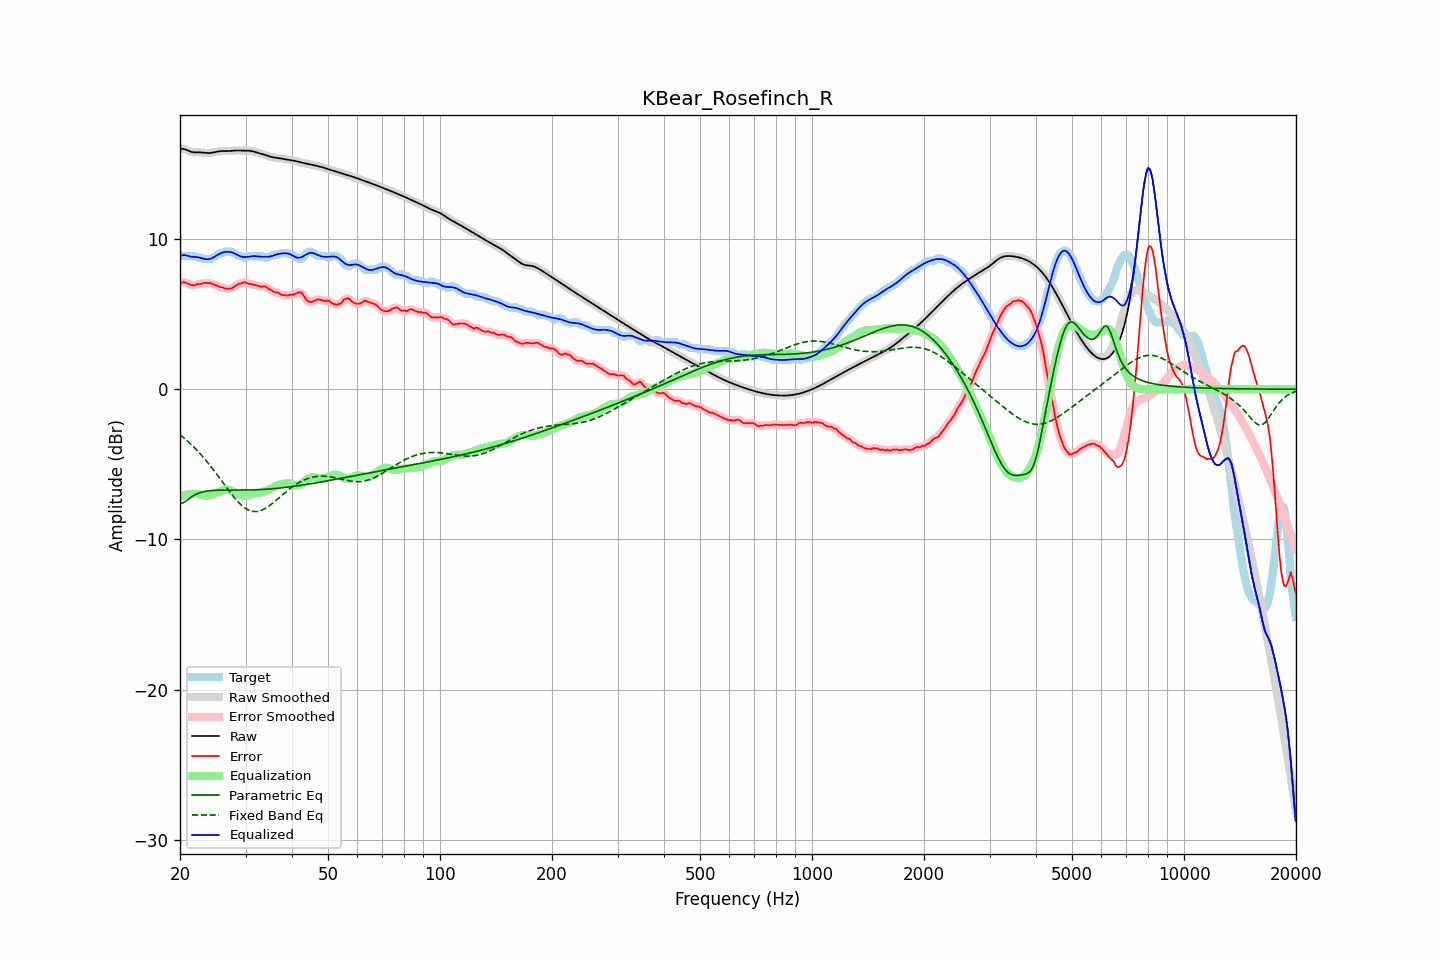 KBear_Rosefinch_R
Amplitude (dBr)
10
0
−10
−20
−30
Target
Raw Smoothed
Error Smoothed
Raw
Error
Equalization
Parametric Eq
Fixed Band Eq
Equalized
20 50 100 200 500 1000 2000 5000 10000 20000
Frequency (Hz)